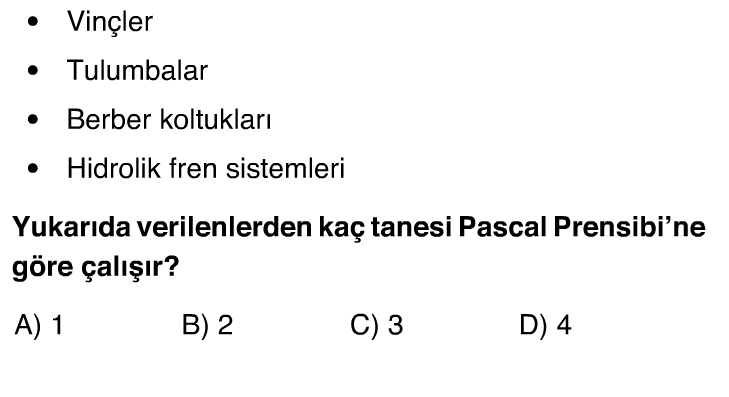 • Vinçler
• Tulumbalar
• Berber koltukları
• Hidrolik fren sistemleri
Yukarıda verilenlerden kaç tanesi Pascal Prensibi’ne
göre çalışır?
A) 1 B) 2 C) 3 D) 4